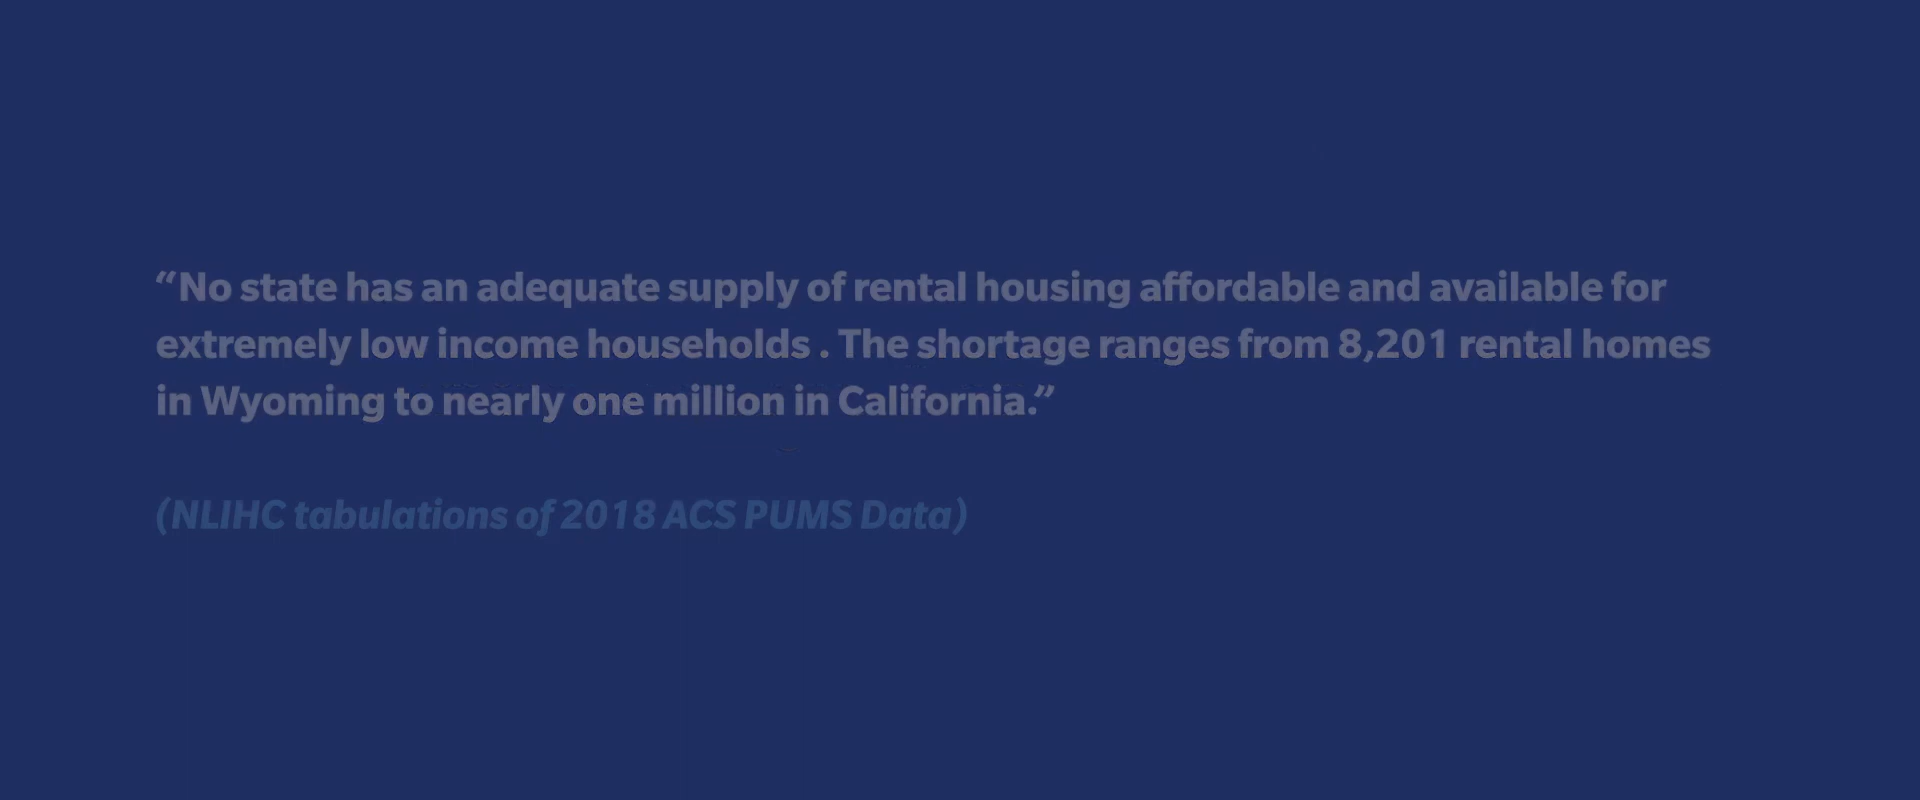 “No state has an adequate supply of rental housing affordable and available for
extremely low income households . The shortage ranges from 8,201 rental homes
in Wyoming to nearly one million in California.”
(NLIHC tabulations of 2018 ACS PUMS Data)